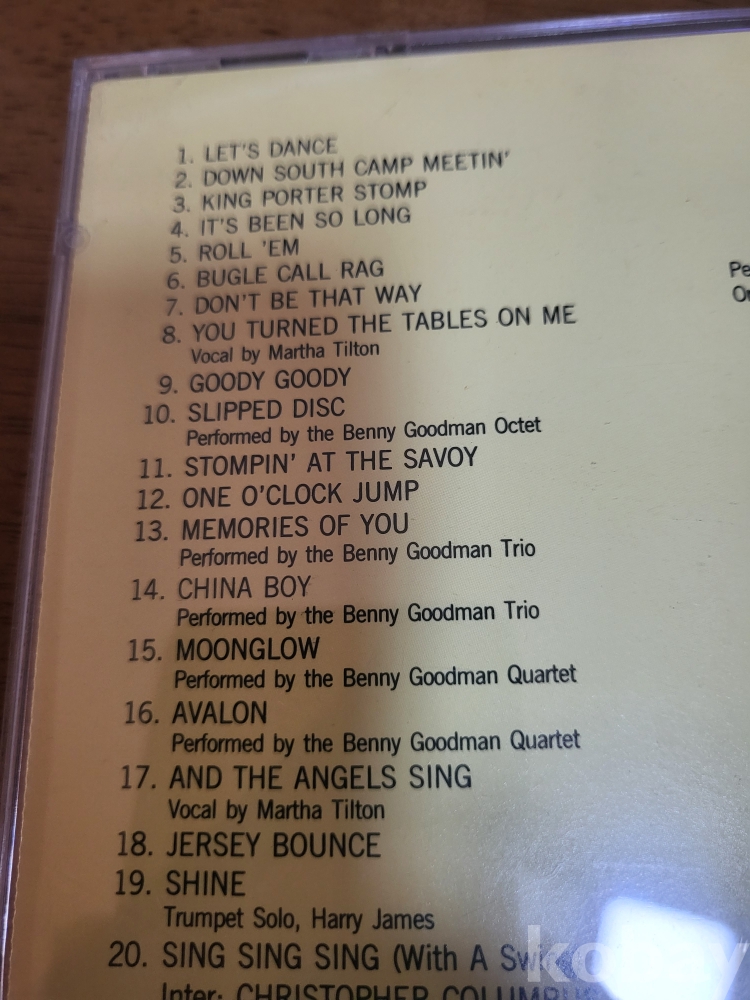 1. LET'S DANCE
2. DOWN SOUTH CAMP MEETIN'
3. KING PORTER STOMP
4. IT'S BEEN SO LONG
5. ROLL 'EM
6. BUGLE CALL RAG
7. DON'T BE THAT WAY
8. YOU TURNED THE TABLES ON ME
Vocal by Martha Tilton
9. GOODY GOODY
10. SLIPPED DISC
Performed by the Benny Goodman Octet
11. STOMPIN' AT THE SAVOY
12. ONE O'CLOCK JUMP
13. MEMORIES OF YOU
Performed by the Benny Goodman Trio
14. CHINA BOY
Performed by the Benny Goodman Trio
15. MOONGLOW
Performed by the Benny Goodman Quartet
16. AVALON
Performed by the Benny Goodman Quartet
17. AND THE ANGELS SING
Vocal by Martha Tilton
18. JERSEY BOUNCE
19. SHINE
Trumpet Solo, Harry James
20. SING SING SING (With A
Inter: CHRISTOPHER